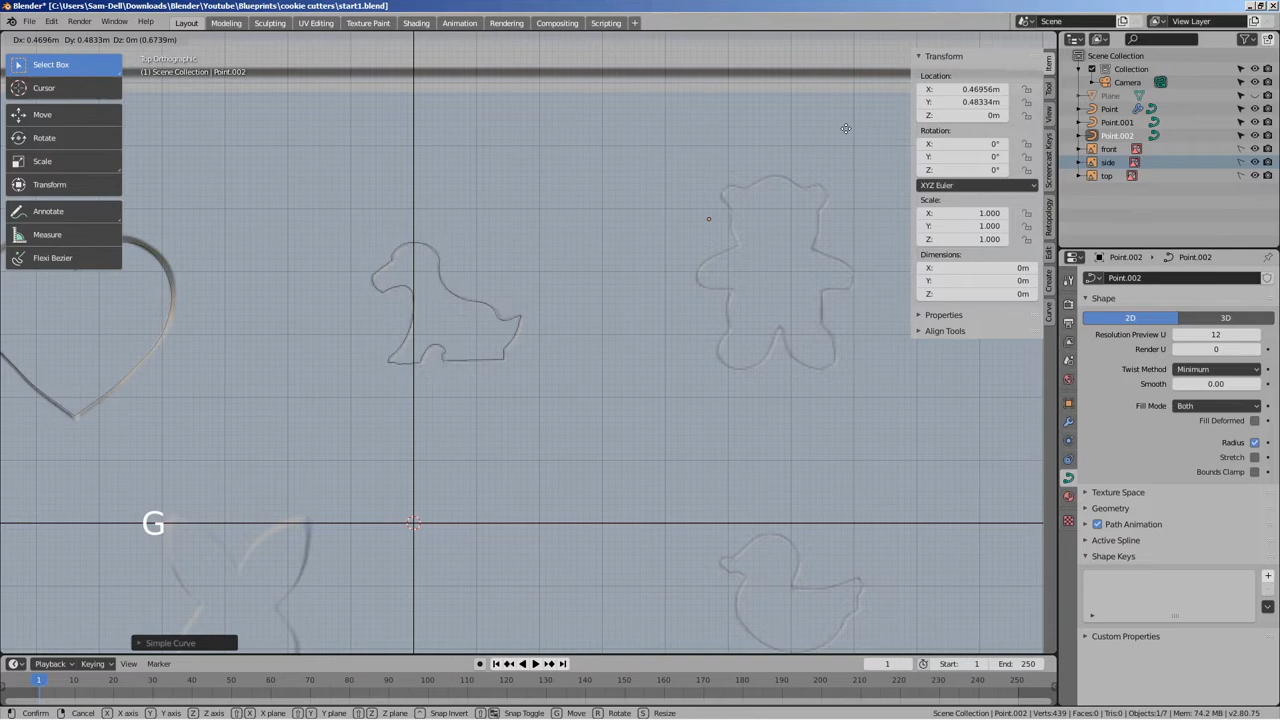 Blender* [C:\Users\Sam-Dell\Downloads\Blender\Youtube\Blueprints\cookie cutters\start1.blend]
File Edit Render Window Help Layout Modeling Sculpting UV Editing Texture Paint Shading Animation Rendering Compositing Scripting + Scene View Layer
Dx: 0.4696m Dy: 0.4833m Dz: 0m (0.6739m)
Top Orthographic
(1) Scene Collection | Point.002
Select Box
Cursor
Move
Rotate
Scale
Transform
Annotate
Measure
Flexi Bezier
Transform
Location:
X: 0.46956m
Y: 0.48334m
Z: 0m
Rotation:
X: 0°
Y: 0°
Z: 0°
XYZ Euler
Scale:
X: 1.000
Y: 1.000
Z: 1.000
Dimensions:
X: 0m
Y: 0m
Z: 0m
Properties
Align Tools
Item
Tool
View
Screencast Keys
Retopology
Edit
Create
Curve
Scene Collection
Collection
Camera
Plane
Point
Point.001
Point.002
front
side
top
Point.002 Point.002
Point.002
Shape
2D 3D
Resolution Preview U 12
Render U 0
Twist Method Minimum
Smooth 0.00
Fill Mode Both
Fill Deformed
Radius
Stretch
Bounds Clamp
Texture Space
Geometry
Path Animation
Active Spline
Shape Keys
Custom Properties
G
Simple Curve
Playback Keying View Marker 1 Start: 1 End: 250
1 10 20 30 40 50 60 70 80 90 100 110 120 130 140 150 160 170 180 190 200 210 220 230 240 250
Confirm Cancel X X axis Y Y axis Z Z axis X X plane Y Y plane Z Z plane Snap Invert Snap Toggle G Move R Rotate S Resize Scene Collection | Point.002 | Verts:439 | Faces:0 | Tris:0 | Objects:1/7 | Mem: 74.2 MB | v2.80.75